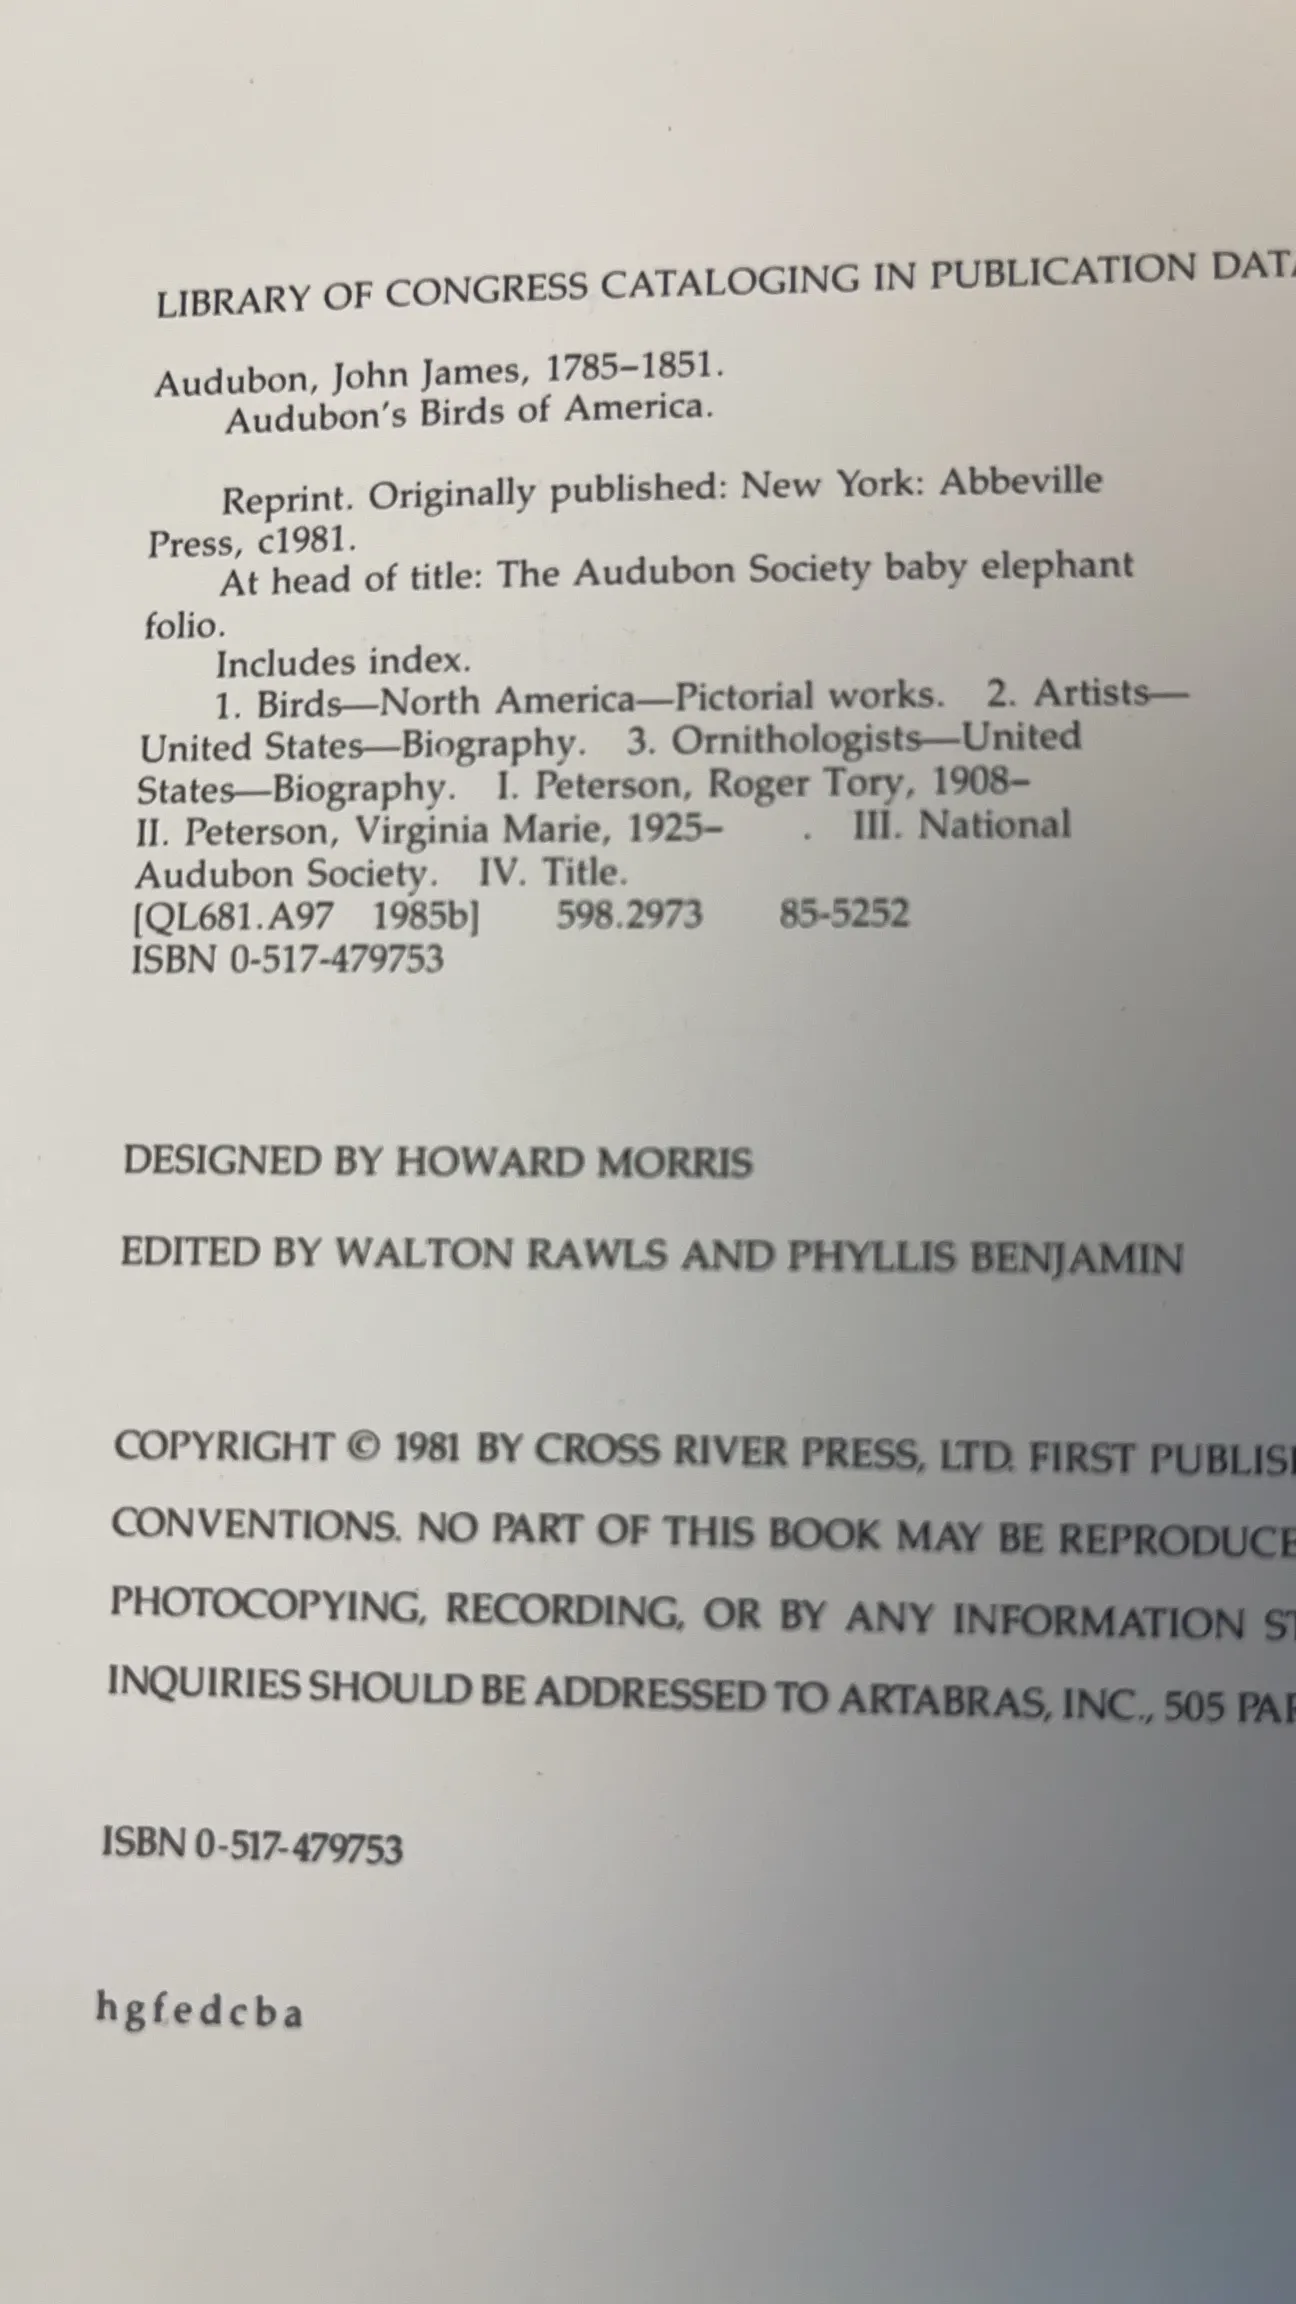 LIBRARY OF CONGRESS CATALOGING IN PUBLICATION DATA
Audubon, John James, 1785–1851.
Audubon's Birds of America.
Reprint. Originally published: New York: Abbeville
Press, c1981.
At head of title: The Audubon Society baby elephant
folio.
Includes index.
1. Birds—North America—Pictorial works. 2. Artists—
United States—Biography. 3. Ornithologists—United
States—Biography. I. Peterson, Roger Tory, 1908–
II. Peterson, Virginia Marie, 1925– . III. National
Audubon Society. IV. Title.
[QL681.A97 1985b] 598.2973 85-5252
ISBN 0-517-479753
DESIGNED BY HOWARD MORRIS
EDITED BY WALTON RAWLS AND PHYLLIS BENJAMIN
COPYRIGHT © 1981 BY CROSS RIVER PRESS, LTD. FIRST
CONVENTIONS. NO PART OF THIS BOOK MAY BE
PHOTOCOPYING, RECORDING, OR BY ANY INFORMATION
INQUIRIES SHOULD BE ADDRESSED TO ARTABRAS, INC., 505
ISBN 0-517-479753
h g f e d c b a